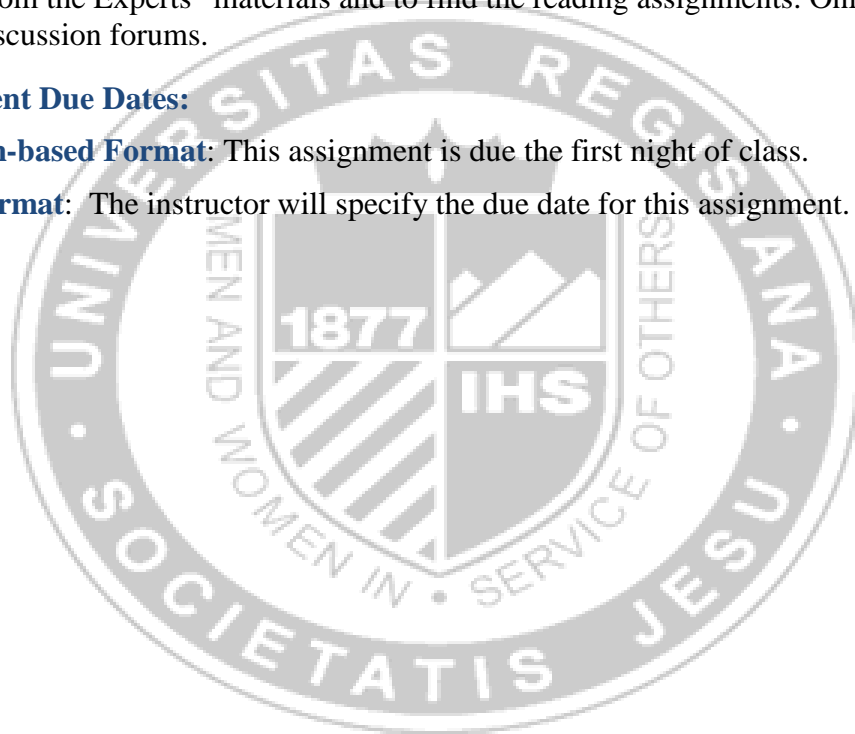 om the Experts" materials and to find the reading assignments. Onl
scussion forums.
ent Due Dates:
n-based Format: This assignment is due the first night of class.
rmat: The instructor will specify the due date for this assignment.
UNIVERSITAS REGISIANA
MEN AND WOMEN IN • SERVICE OF OTHERS
1877
IHS
• SOCIETATIS JESU •